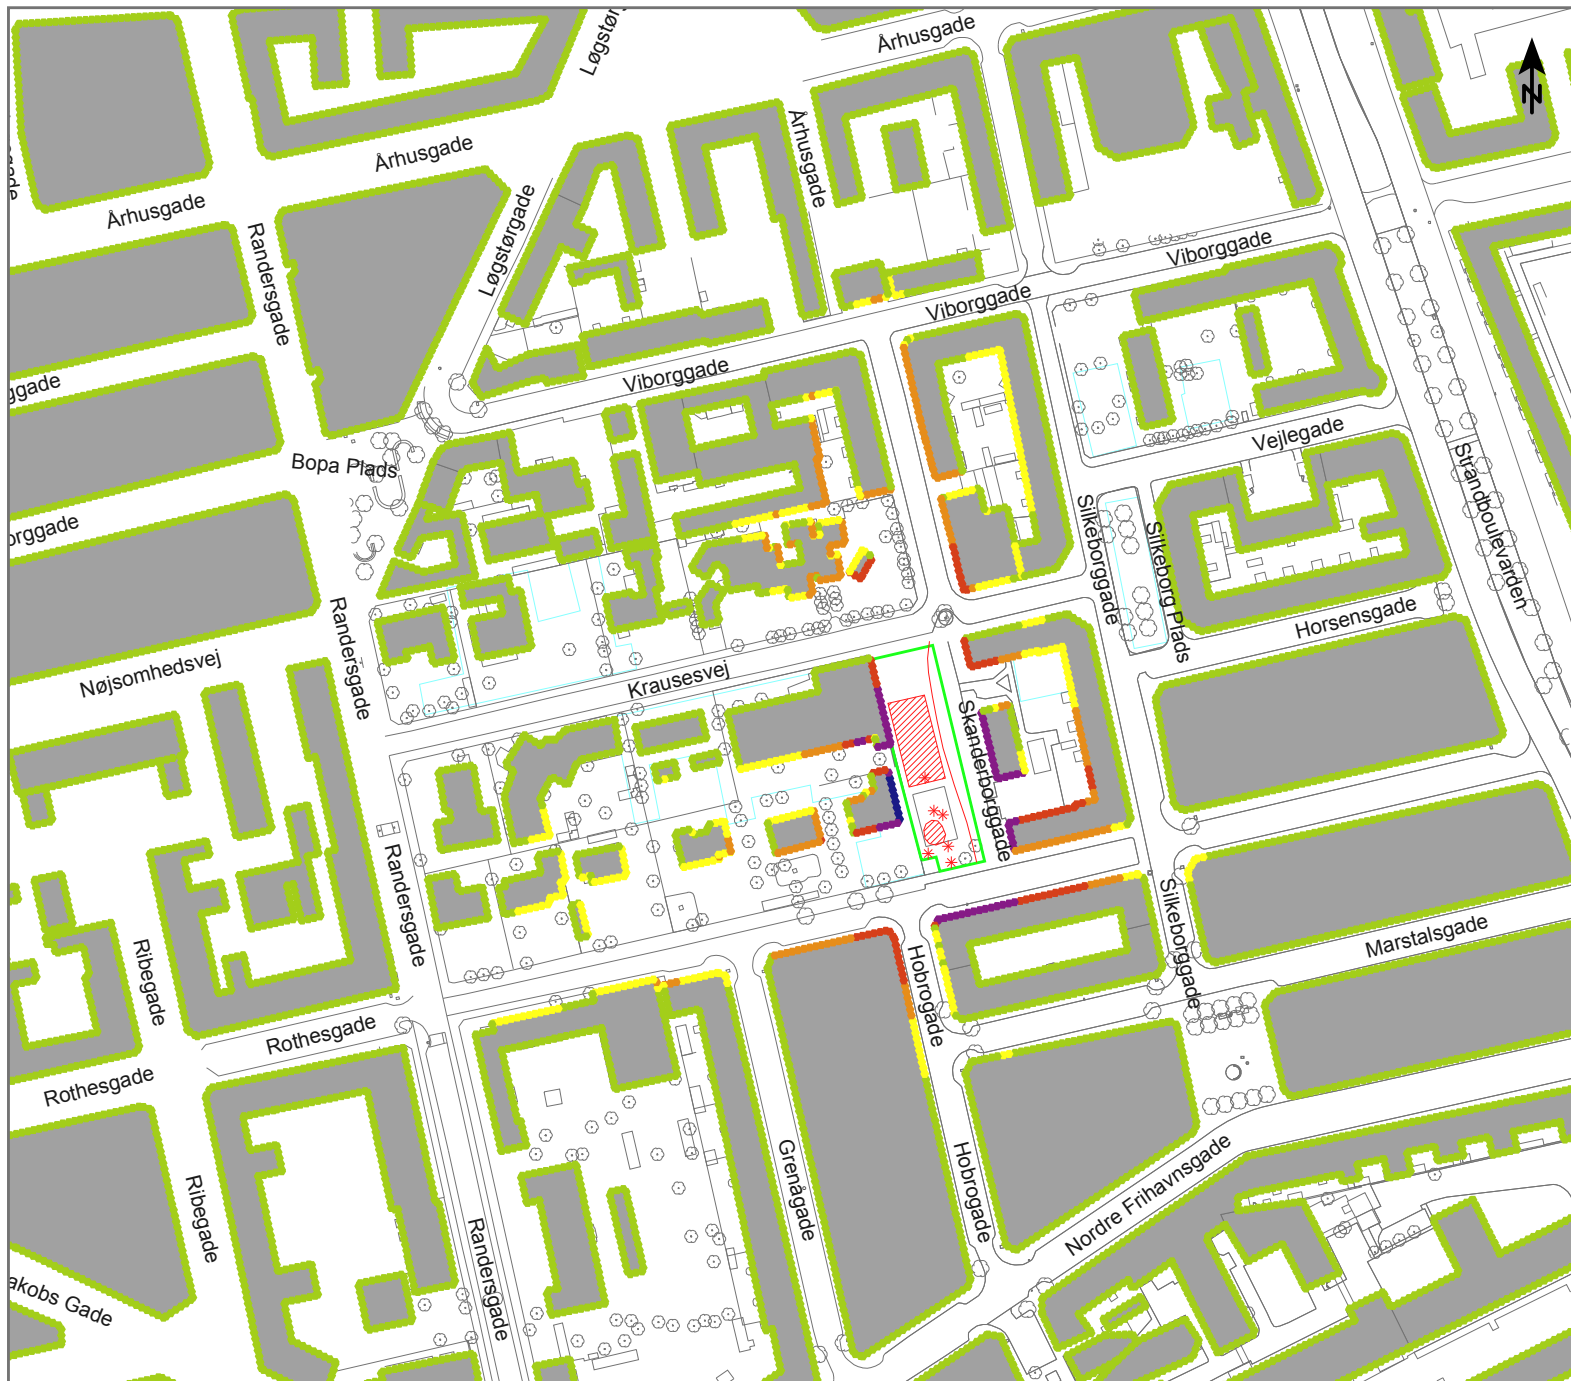 Århusgade
Løgstør
Århusgade
Århusgade
Århusgade
Løgstørgade
Randersgade
Viborggade
Viborggade
Viborggade
ggade
Bopa Plads
Vejlegade
Strandboulevarden
orggade
Silkeborggade
Silkeborg Plads
Horsensgade
Nøjsomhedsvej
Randersgade
Krausesvej
Skanderborggade
Randersgade
Silkeborggade
Marstalsgade
Ribegade
Hobrogade
Rothesgade
Rothesgade
Grenågade
Hobrogade
Nordre Frihavnsgade
Ribegade
Randersgade
akobs Gade
N